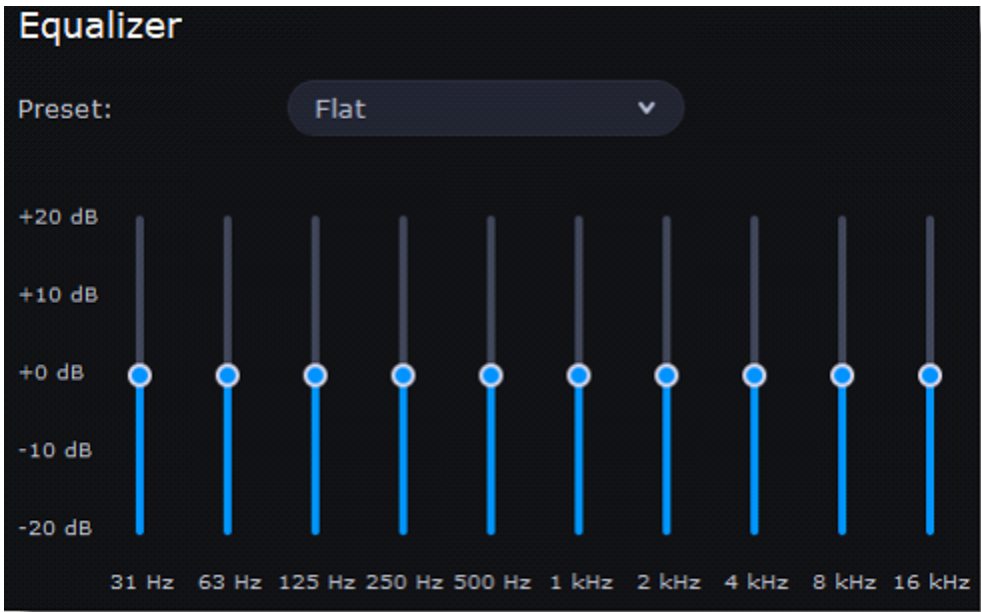 Equalizer
Preset: Flat
+20 dB
+10 dB
+0 dB
-10 dB
-20 dB
31 Hz 63 Hz 125 Hz 250 Hz 500 Hz 1 kHz 2 kHz 4 kHz 8 kHz 16 kHz